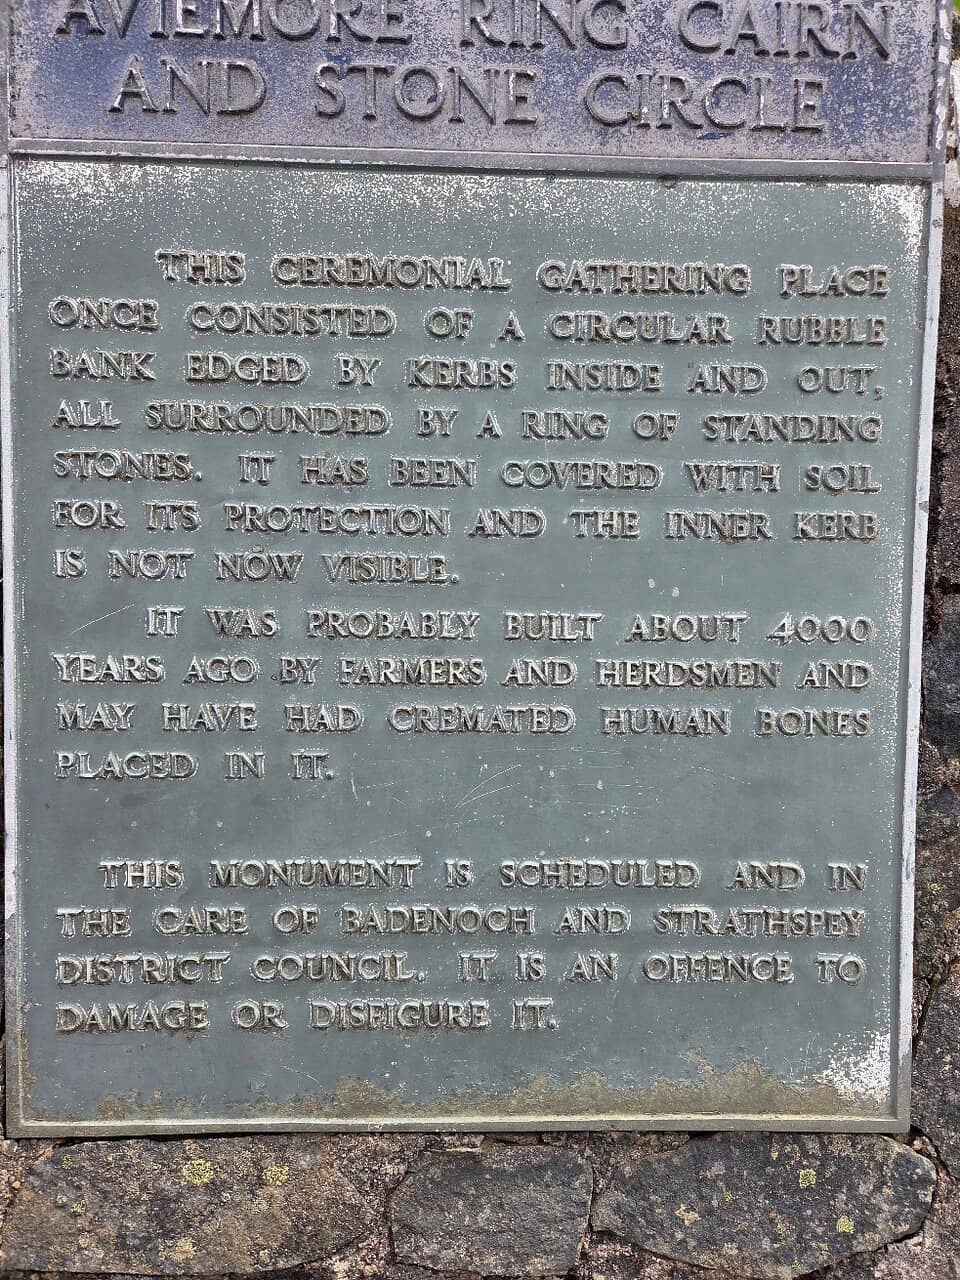 AVIEMORE RING CAIRN
AND STONE CIRCLE
THIS CEREMONIAL GATHERING PLACE
ONCE CONSISTED OF A CIRCULAR RUBBLE
BANK EDGED BY KERBS INSIDE AND OUT,
ALL SURROUNDED BY A RING OF STANDING
STONES. IT HAS BEEN COVERED WITH SOIL
FOR ITS PROTECTION AND THE INNER KERB
IS NOT NOW VISIBLE.
IT WAS PROBABLY BUILT ABOUT 4000
YEARS AGO BY FARMERS AND HERDSMEN AND
MAY HAVE HAD CREMATED HUMAN BONES
PLACED IN IT.
THIS MONUMENT IS SCHEDULED AND IN
THE CARE OF BADENOCH AND STRATHSPEY
DISTRICT COUNCIL. IT IS AN OFFENCE TO
DAMAGE OR DISFIGURE IT.